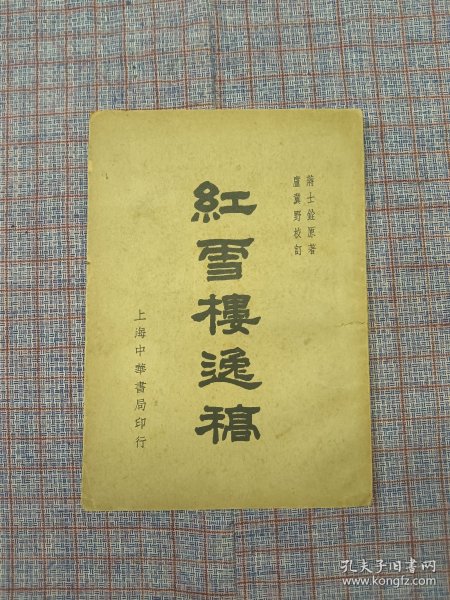 蔣士銓原著
盧冀野校訂
紅雪樓逸稿
上海中華書局印行
孔夫子旧书网
www.kongfz.com